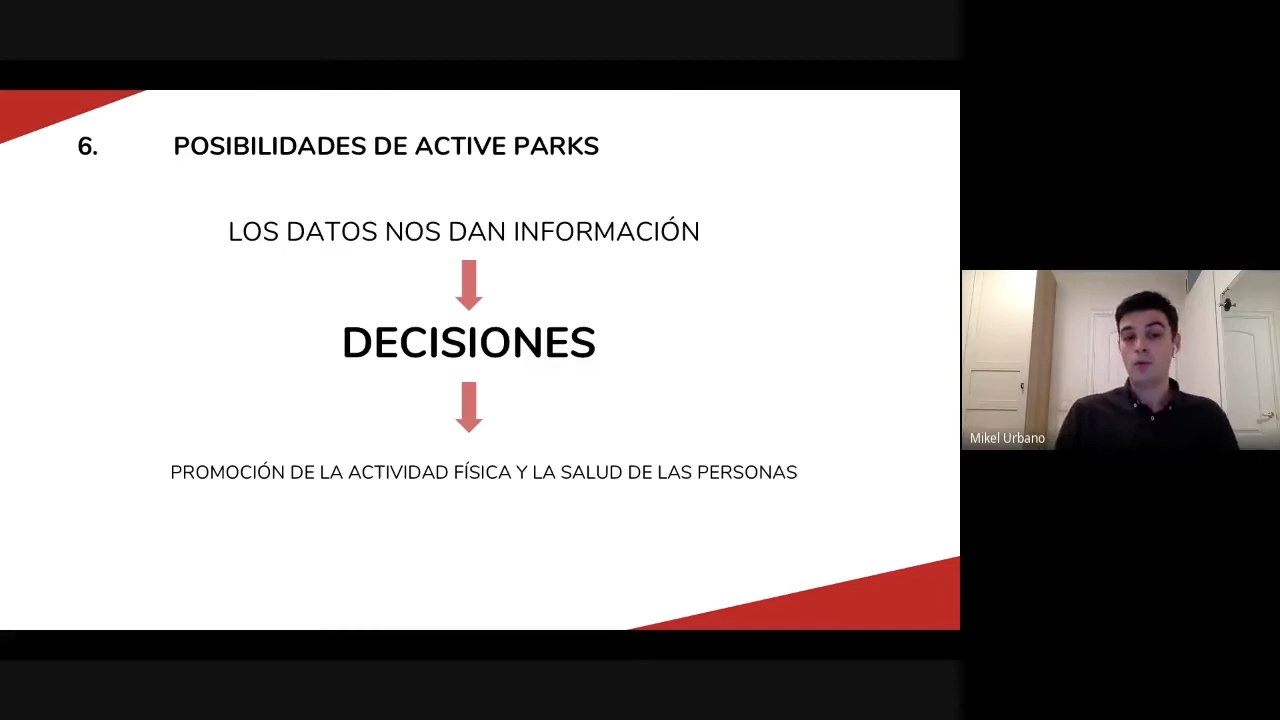 6. POSIBILIDADES DE ACTIVE PARKS
LOS DATOS NOS DAN INFORMACIÓN
DECISIONES
PROMOCIÓN DE LA ACTIVIDAD FÍSICA Y LA SALUD DE LAS PERSONAS
Mikel Urbano